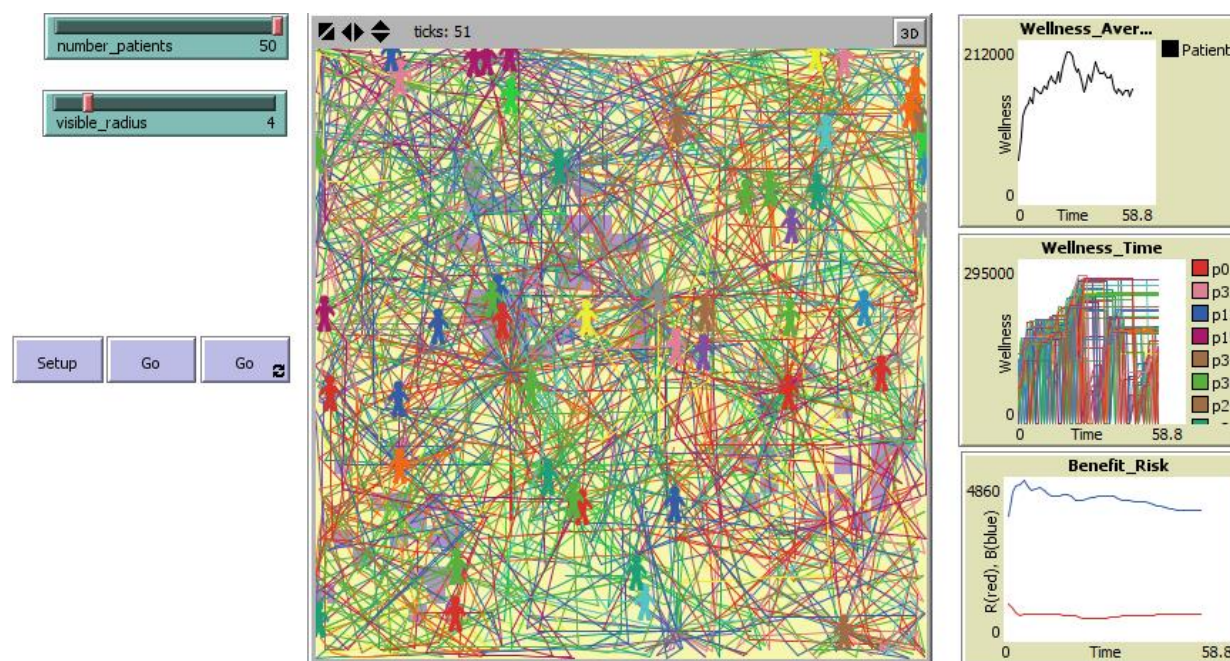 number_patients 50
visible_radius 4
Setup
Go
Go
ticks: 51
3D
Wellness_Aver...
212000
Wellness
0
0 Time 58.8
Patient
Wellness_Time
295000
Wellness
0
0 Time 58.8
p0
p3
p1
p1
p3
p3
p2
Benefit_Risk
4860
R(red), B(blue)
0
0 Time 58.8